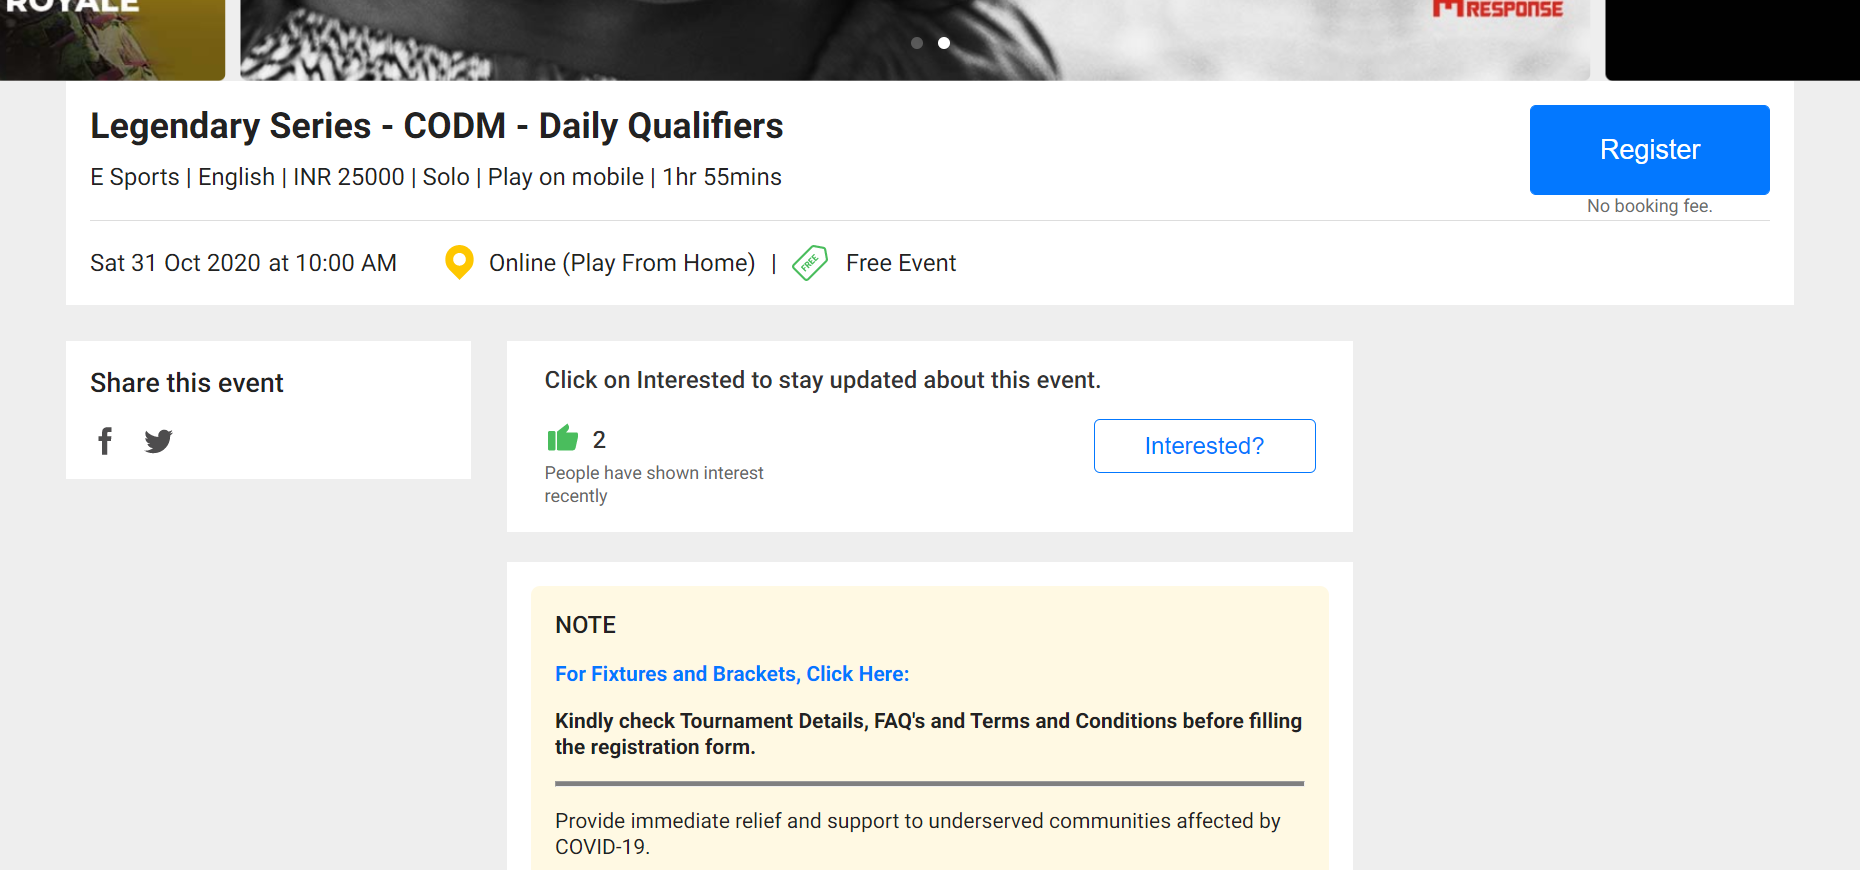 ROYALE
RESPONSE
Legendary Series - CODM - Daily Qualifiers
Register
E Sports | English | INR 25000 | Solo | Play on mobile | 1hr 55mins
No booking fee.
Sat 31 Oct 2020 at 10:00 AM
Online (Play From Home) |
FREE
Free Event
Share this event
Click on Interested to stay updated about this event.
2
Interested?
People have shown interest
recently
NOTE
For Fixtures and Brackets, Click Here:
Kindly check Tournament Details, FAQ's and Terms and Conditions before filling
the registration form.
Provide immediate relief and support to underserved communities affected by
COVID-19.